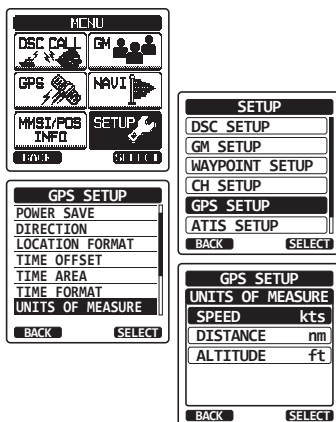 MENU
DSC CALL
GM
GPS
NAVI
MMSI/POS
INFO
SETUP
BACK
SELECT
SETUP
DSC SETUP
GM SETUP
WAYPOINT SETUP
CH SETUP
GPS SETUP
ATIS SETUP
BACK SELECT
GPS SETUP
POWER SAVE
DIRECTION
LOCATION FORMAT
TIME OFFSET
TIME AREA
TIME FORMAT
UNITS OF MEASURE
BACK SELECT
GPS SETUP
UNITS OF MEASURE
SPEED kts
DISTANCE nm
ALTITUDE ft
BACK SELECT